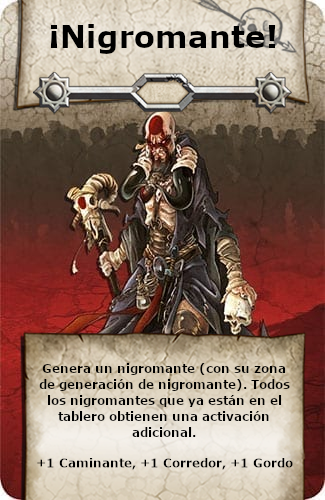 ¡Nigromante!
Genera un nigromante (con su zona
de generación de nigromante). Todos
los nigromantes que ya están en el
tablero obtienen una activación
adicional.
+1 Caminante, +1 Corredor, +1 Gordo